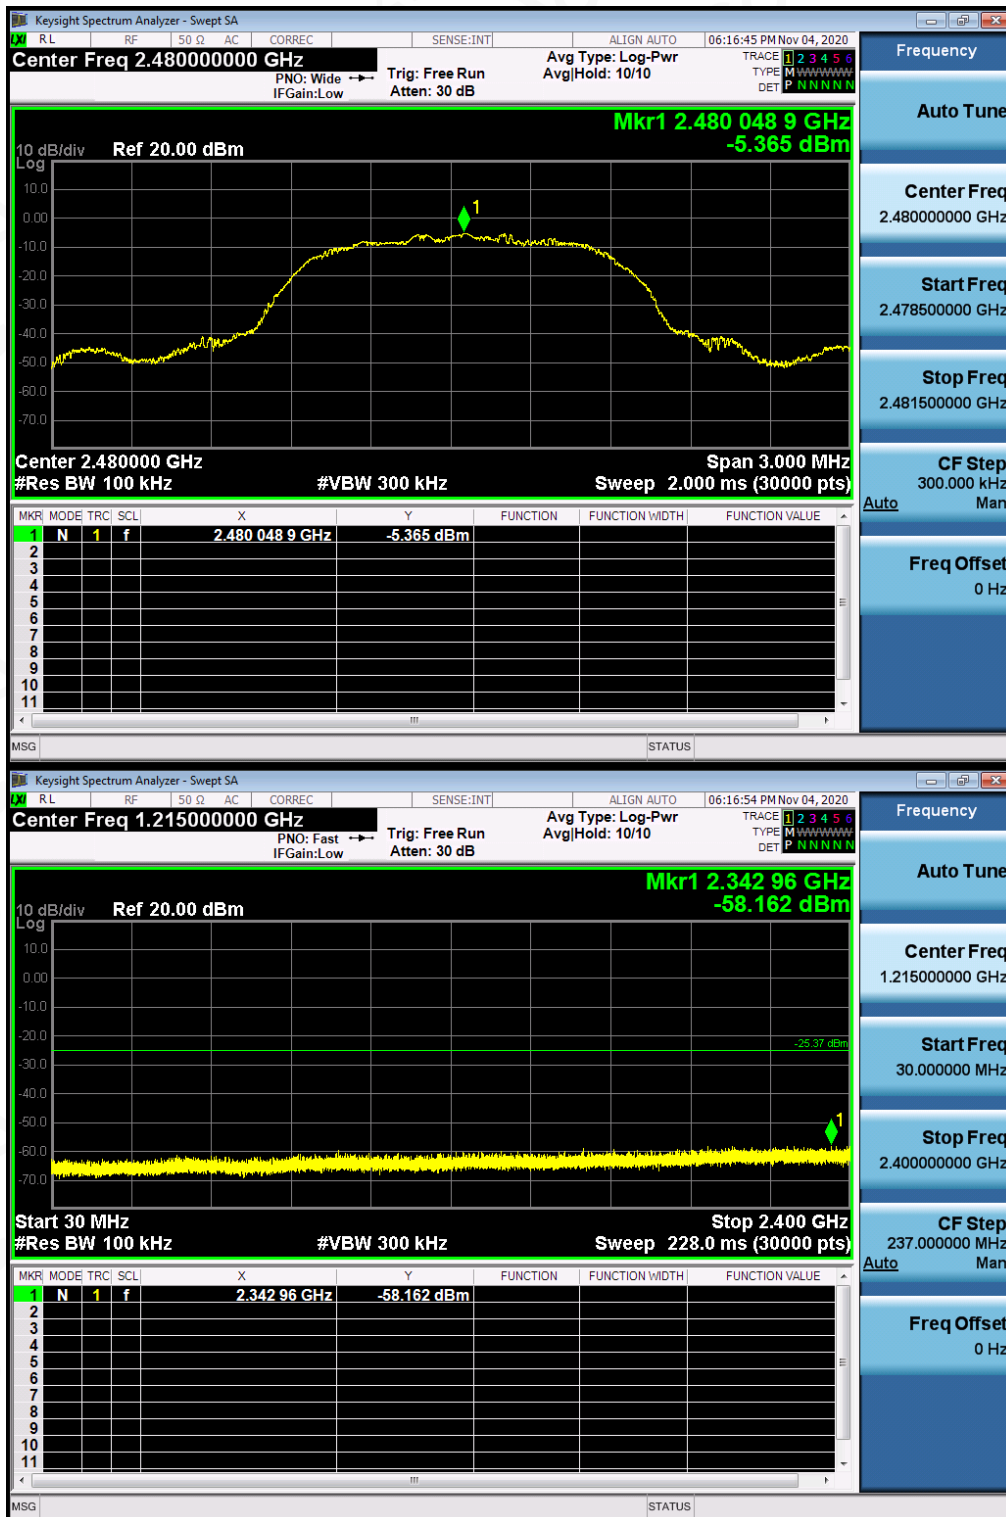 Keysight Spectrum Analyzer - Swept SA
LXI RL RF 50 Ω AC CORREC SENSE:INT ALIGN AUTO 06:16:45 PM Nov 04, 2020
Center Freq 2.480000000 GHz
PNO: Wide
IFGain:Low
Trig: Free Run
Atten: 30 dB
Avg Type: Log-Pwr
Avg|Hold: 10/10
TRACE 1 2 3 4 5 6
TYPE M WWWWW
DET P N N N N N
Mkr1 2.480 048 9 GHz
-5.365 dBm
10 dB/div Ref 20.00 dBm
Log
10.0
0.00
-10.0
-20.0
-30.0
-40.0
-50.0
-60.0
-70.0
1
Center 2.480000 GHz Span 3.000 MHz
#Res BW 100 kHz #VBW 300 kHz Sweep 2.000 ms (30000 pts)
MKR MODE TRC SCL X Y FUNCTION FUNCTION WIDTH FUNCTION VALUE
1 N 1 f 2.480 048 9 GHz -5.365 dBm
2
3
4
5
6
7
8
9
10
11
MSG STATUS
Frequency
Auto Tune
Center Freq
2.480000000 GHz
Start Freq
2.478500000 GHz
Stop Freq
2.481500000 GHz
CF Step
300.000 kHz
Auto Man
Freq Offset
0 Hz
Keysight Spectrum Analyzer - Swept SA
LXI RL RF 50 Ω AC CORREC SENSE:INT ALIGN AUTO 06:16:54 PM Nov 04, 2020
Center Freq 1.215000000 GHz
PNO: Fast
IFGain:Low
Trig: Free Run
Atten: 30 dB
Avg Type: Log-Pwr
Avg|Hold: 10/10
TRACE 1 2 3 4 5 6
TYPE M WWWWW
DET P N N N N N
Mkr1 2.342 96 GHz
-58.162 dBm
10 dB/div Ref 20.00 dBm
Log
10.0
0.00
-10.0
-20.0
-30.0
-40.0
-50.0
-60.0
-70.0
-25.37 dBm
1
Start 30 MHz Stop 2.400 GHz
#Res BW 100 kHz #VBW 300 kHz Sweep 228.0 ms (30000 pts)
MKR MODE TRC SCL X Y FUNCTION FUNCTION WIDTH FUNCTION VALUE
1 N 1 f 2.342 96 GHz -58.162 dBm
2
3
4
5
6
7
8
9
10
11
MSG STATUS
Frequency
Auto Tune
Center Freq
1.215000000 GHz
Start Freq
30.000000 MHz
Stop Freq
2.400000000 GHz
CF Step
237.000000 MHz
Auto Man
Freq Offset
0 Hz